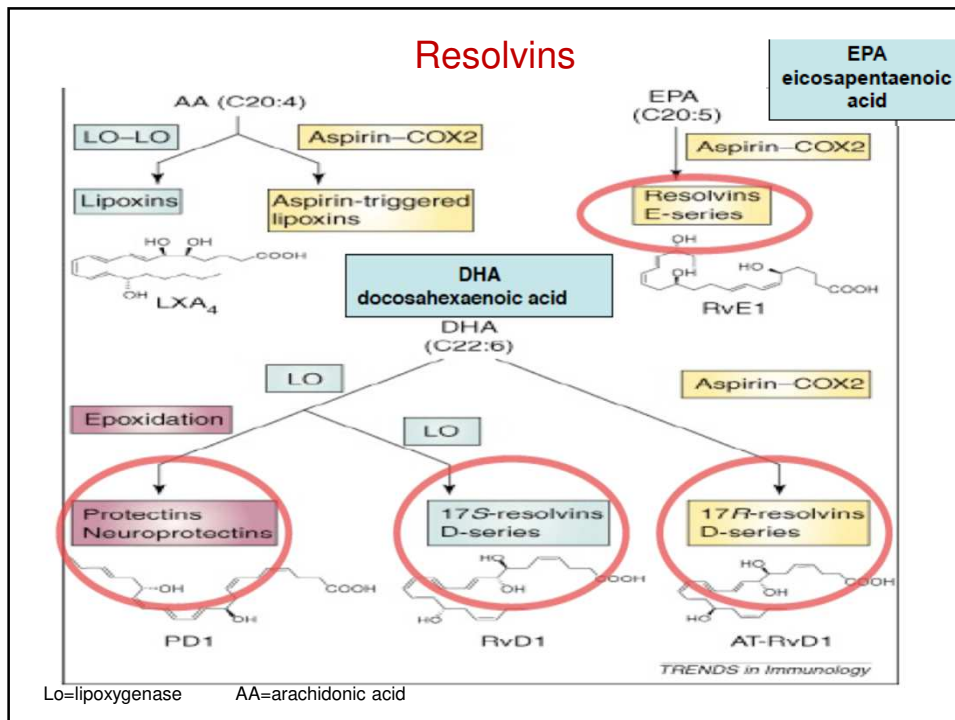 Resolvins
EPA
eicosapentaenoic
acid
AA (C20:4)
EPA
(C20:5)
LO–LO
Aspirin–COX2
Aspirin–COX2
Lipoxins
Aspirin-triggered
lipoxins
Resolvins
E-series
HO OH
COOH
OH
LXA4
OH
OH
HO
COOH
RvE1
DHA
docosahexaenoic acid
DHA
(C22:6)
LO
Aspirin–COX2
Epoxidation
LO
Protectins
Neuroprotectins
17S-resolvins
D-series
17R-resolvins
D-series
OH
COOH
OH
PD1
HO
OH
COOH
HO
RvD1
HO
OH
COOH
HO
AT-RvD1
TRENDS in Immunology
Lo=lipoxygenase AA=arachidonic acid